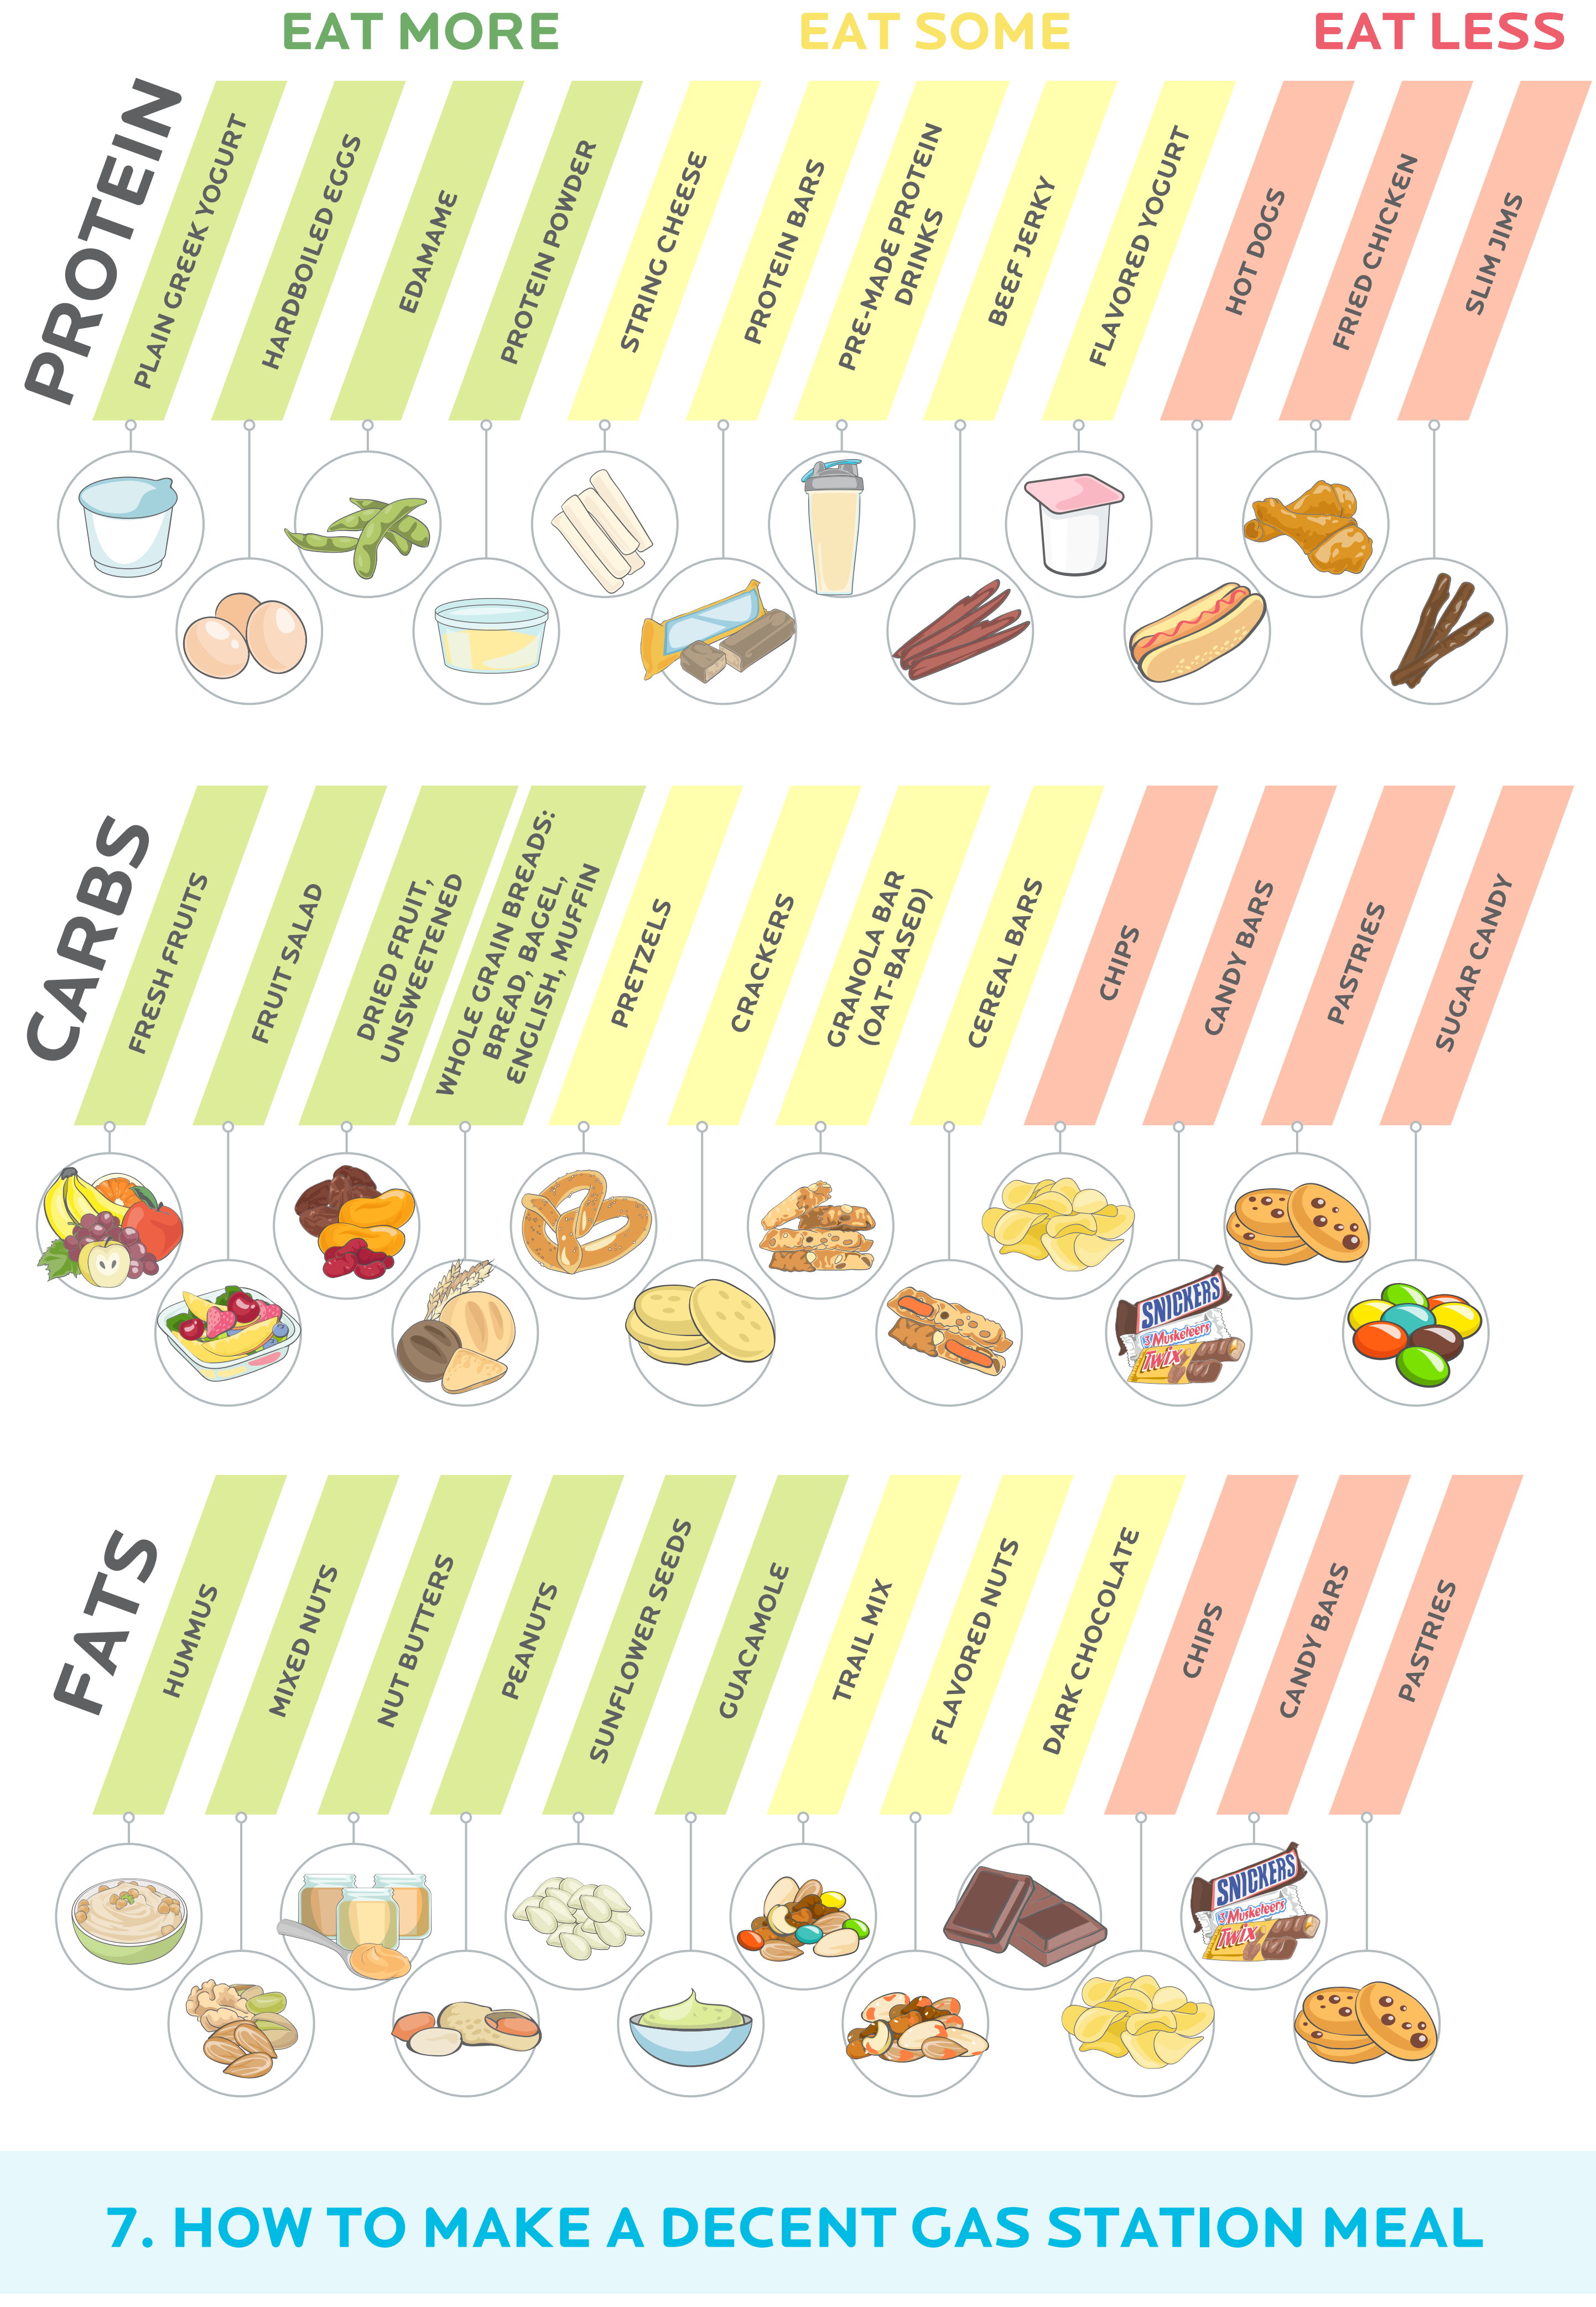 EAT MORE
EAT SOME
EAT LESS
PROTEIN
PLAIN GREEK YOGURT
HARDBOILED EGGS
EDAMAME
PROTEIN POWDER
STRING CHEESE
PROTEIN BARS
PRE-MADE PROTEIN
DRINKS
BEEF JERKY
FLAVORED YOGURT
HOT DOGS
FRIED CHICKEN
SLIM JIMS
CARBS
FRESH FRUITS
FRUIT SALAD
DRIED FRUIT,
UNSWEETENED
WHOLE GRAIN BREADS:
BREAD, BAGEL,
ENGLISH, MUFFIN
PRETZELS
CRACKERS
GRANOLA BAR
(OAT-BASED)
CEREAL BARS
CHIPS
CANDY BARS
PASTRIES
SUGAR CANDY
SNICKERS
3 Musketeers
Twix
FATS
HUMMUS
MIXED NUTS
NUT BUTTERS
PEANUTS
SUNFLOWER SEEDS
GUACAMOLE
TRAIL MIX
FLAVORED NUTS
DARK CHOCOLATE
CHIPS
CANDY BARS
PASTRIES
SNICKERS
3 Musketeers
Twix
7. HOW TO MAKE A DECENT GAS STATION MEAL